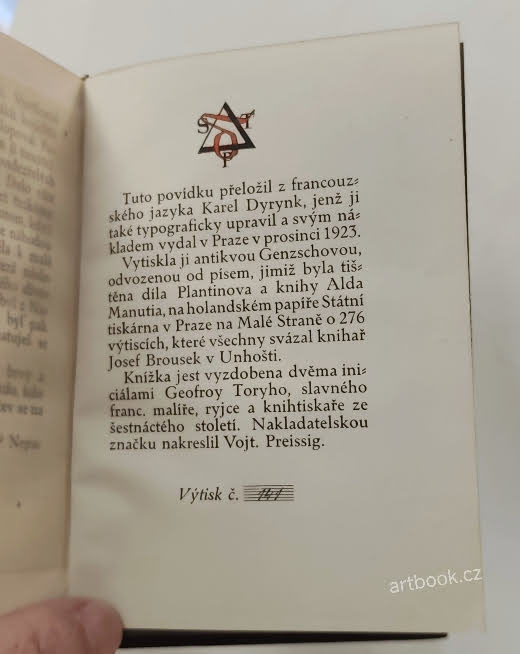 S T
P
Tuto povídku přeložil z francouz=
ského jazyka Karel Dyrynk, jenž ji
také typograficky upravil a svým ná=
kladem vydal v Praze v prosinci 1923.
Vytiskla ji antikvou Genzschovou,
odvozenou od písem, jimiž byla tiš=
těna díla Plantinova a knihy Alda
Manutia, na holandském papíře Státní
tiskárna v Praze na Malé Straně o 276
výtiscích, které všechny svázal knihař
Josef Brousek v Unhošti.
Knížka jest vyzdobena dvěma ini=
ciálami Geofroy Toryho, slavného
franc. malíře, ryjce a knihtiskaře ze
šestnáctého století. Nakladatelskou
značku nakreslil Vojt. Preissig.
Výtisk č. 141
artbook.cz